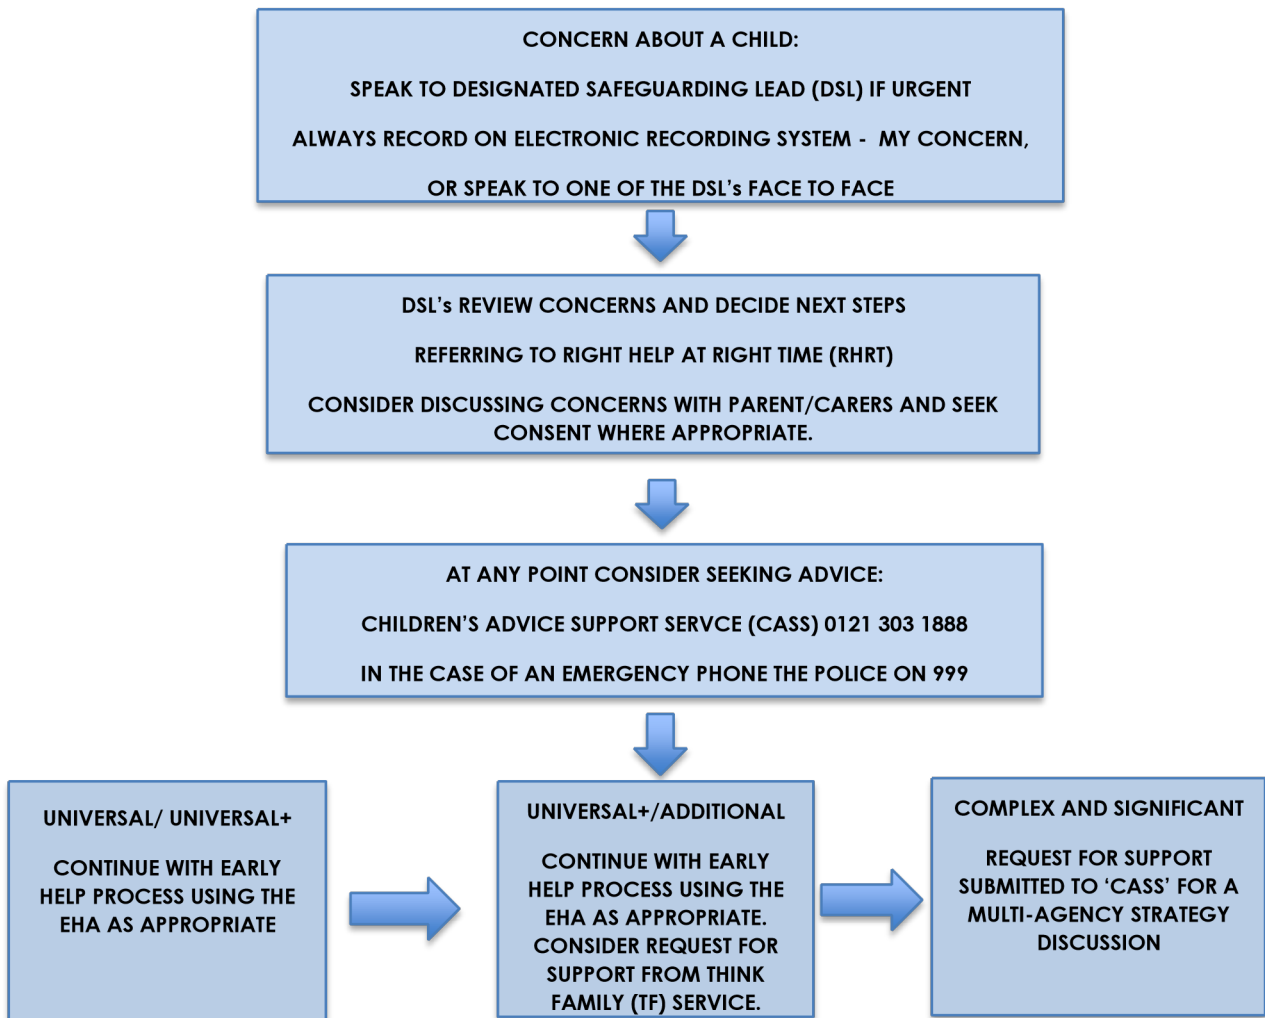 CONCERN ABOUT A CHILD:
SPEAK TO DESIGNATED SAFEGUARDING LEAD (DSL) IF URGENT
ALWAYS RECORD ON ELECTRONIC RECORDING SYSTEM - MY CONCERN,
OR SPEAK TO ONE OF THE DSL's FACE TO FACE
DSL's REVIEW CONCERNS AND DECIDE NEXT STEPS
REFERRING TO RIGHT HELP AT RIGHT TIME (RHRT)
CONSIDER DISCUSSING CONCERNS WITH PARENT/CARERS AND SEEK
CONSENT WHERE APPROPRIATE.
AT ANY POINT CONSIDER SEEKING ADVICE:
CHILDREN'S ADVICE SUPPORT SERVCE (CASS) 0121 303 1888
IN THE CASE OF AN EMERGENCY PHONE THE POLICE ON 999
UNIVERSAL/ UNIVERSAL+
CONTINUE WITH EARLY
HELP PROCESS USING THE
EHA AS APPROPRIATE
UNIVERSAL+/ADDITIONAL
CONTINUE WITH EARLY
HELP PROCESS USING THE
EHA AS APPROPRIATE.
CONSIDER REQUEST FOR
SUPPORT FROM THINK
FAMILY (TF) SERVICE.
COMPLEX AND SIGNIFICANT
REQUEST FOR SUPPORT
SUBMITTED TO ‘CASS’ FOR A
MULTI-AGENCY STRATEGY
DISCUSSION